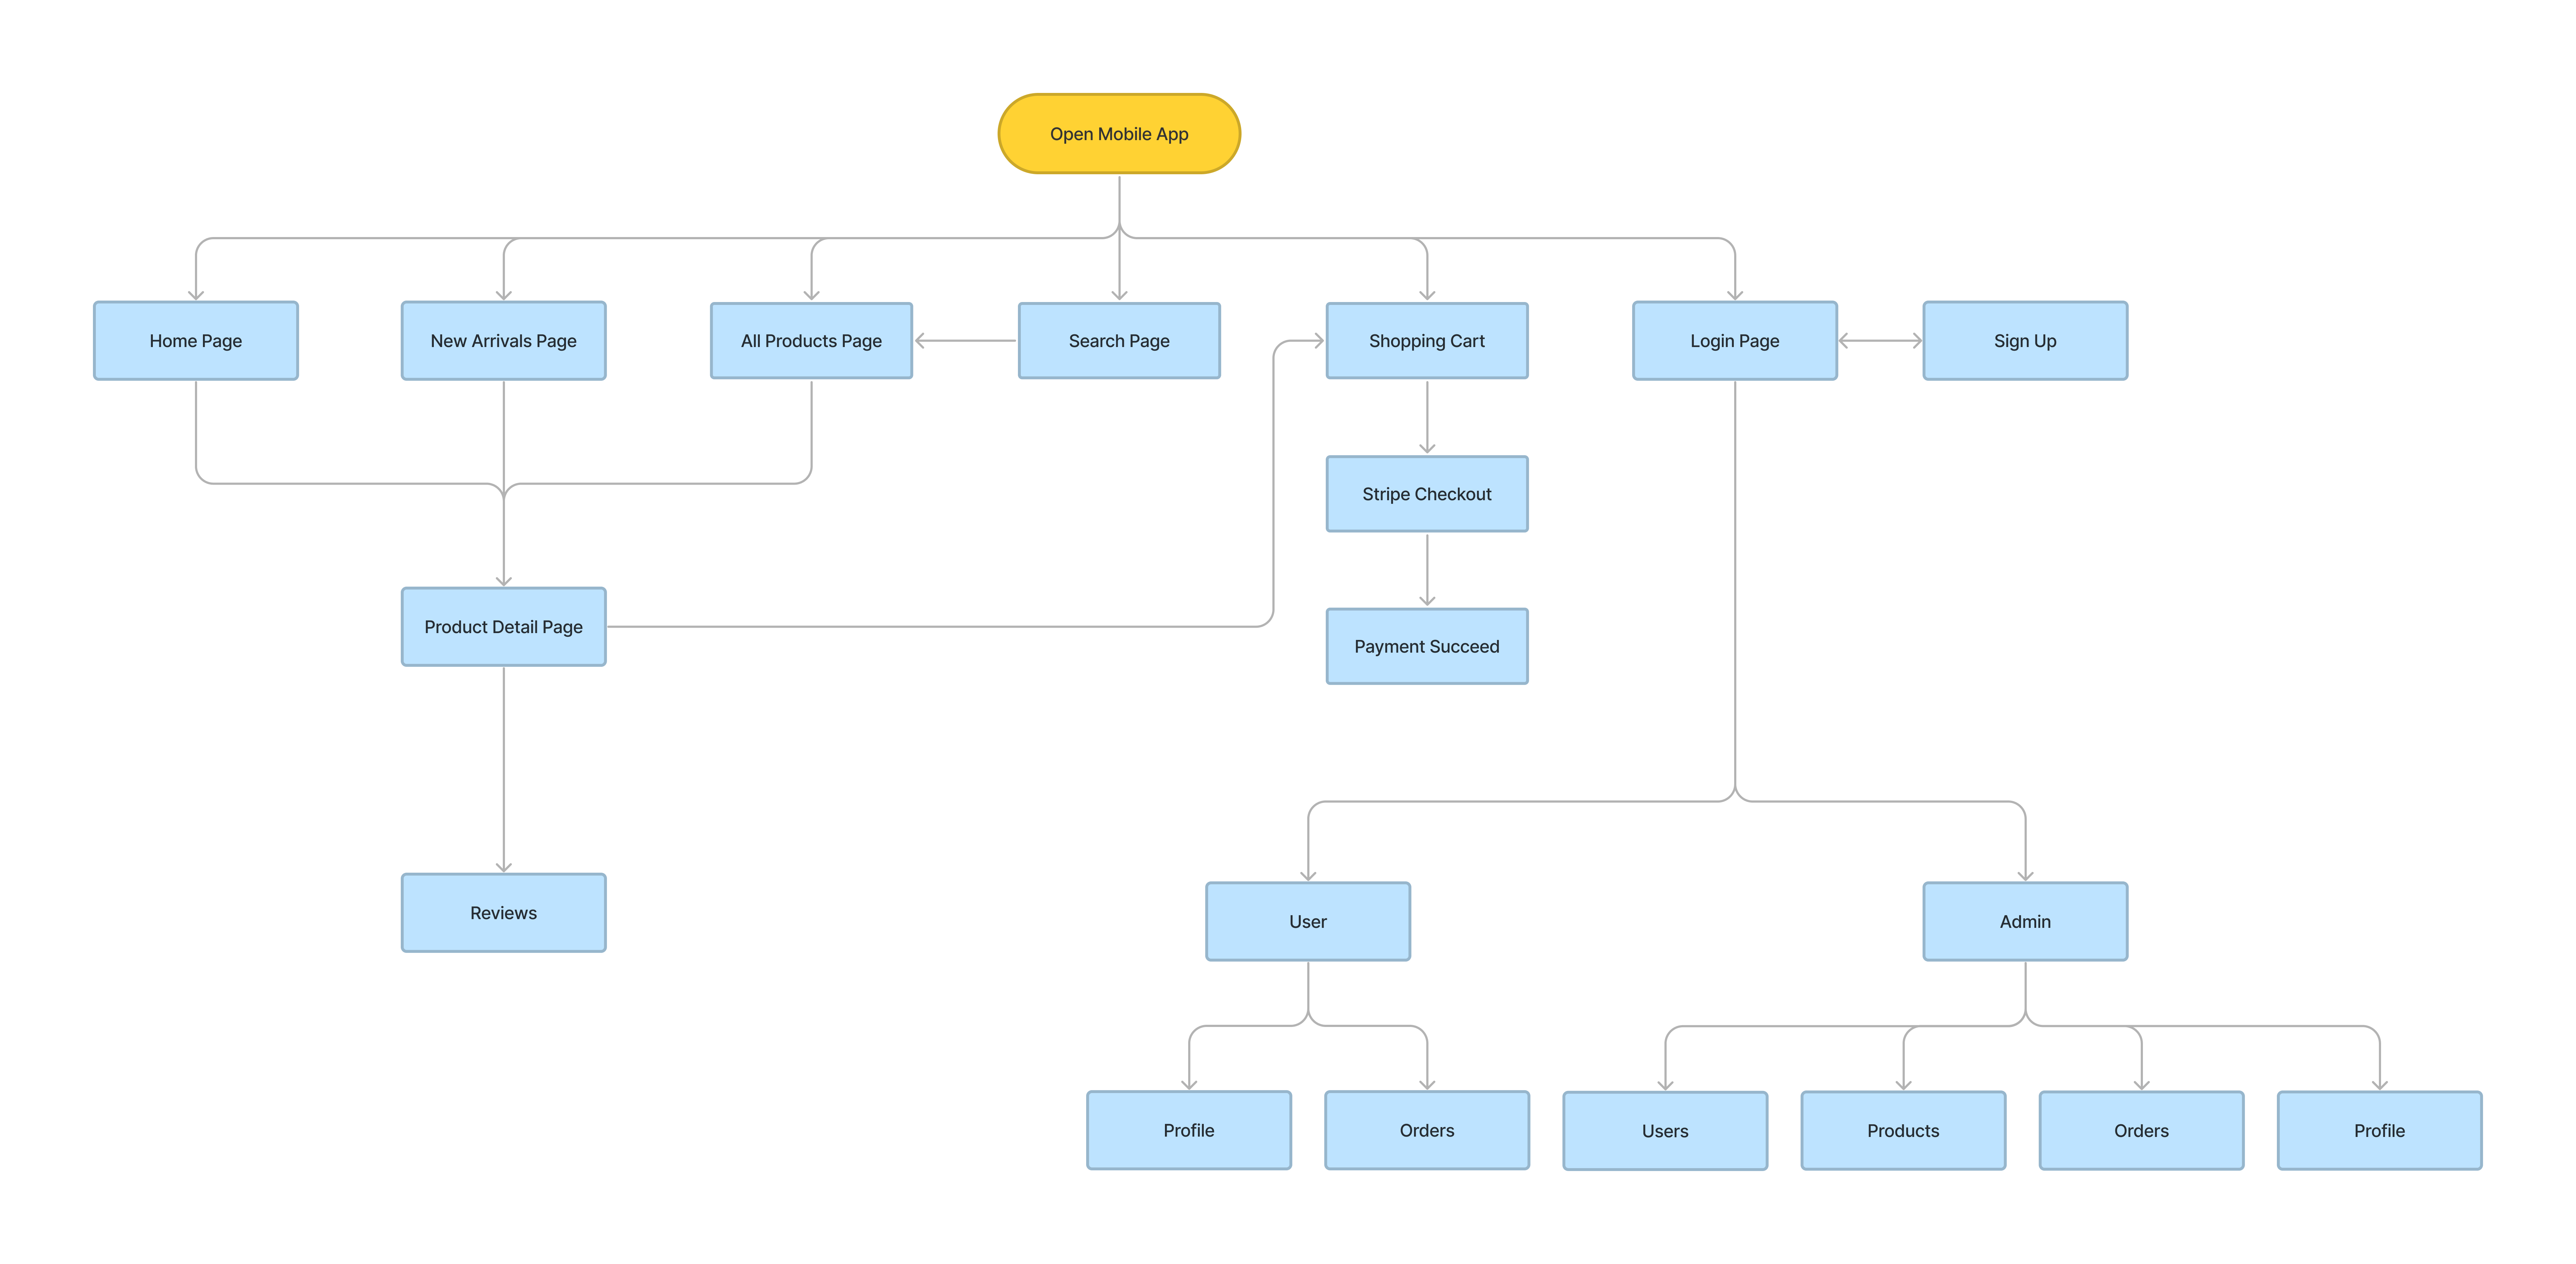 Open Mobile App
Home Page
New Arrivals Page
All Products Page
Search Page
Shopping Cart
Login Page
Sign Up
Stripe Checkout
Product Detail Page
Payment Succeed
Reviews
User
Admin
Profile
Orders
Users
Products
Orders
Profile